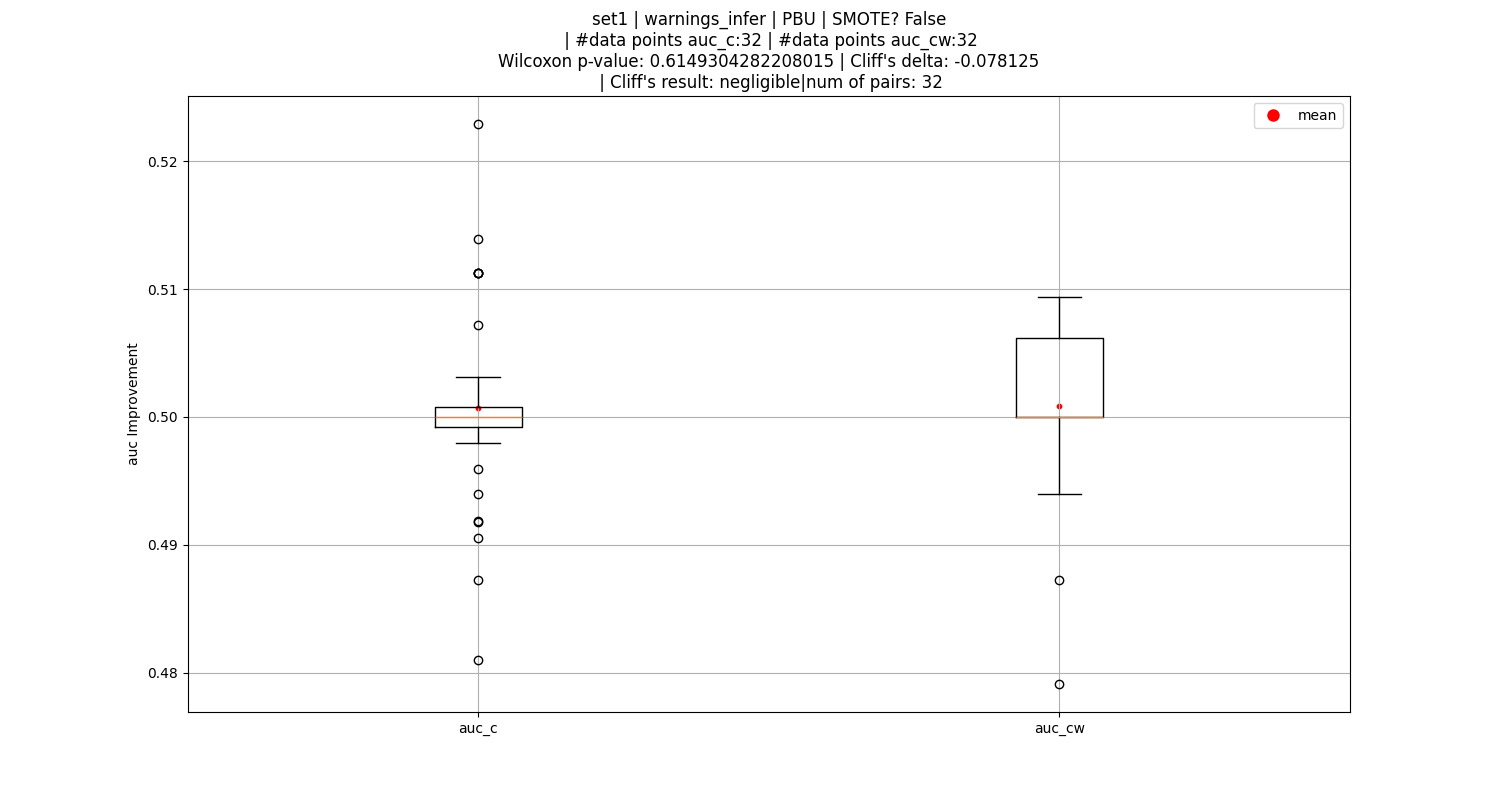 set1 | warnings_infer | PBU | SMOTE? False
| #data points auc_c:32 | #data points auc_cw:32
Wilcoxon p-value: 0.6149304282208015 | Cliff's delta: -0.078125
| Cliff's result: negligible|num of pairs: 32
mean
0.52
0.51
0.50
0.49
0.48
auc Improvement
auc_c
auc_cw